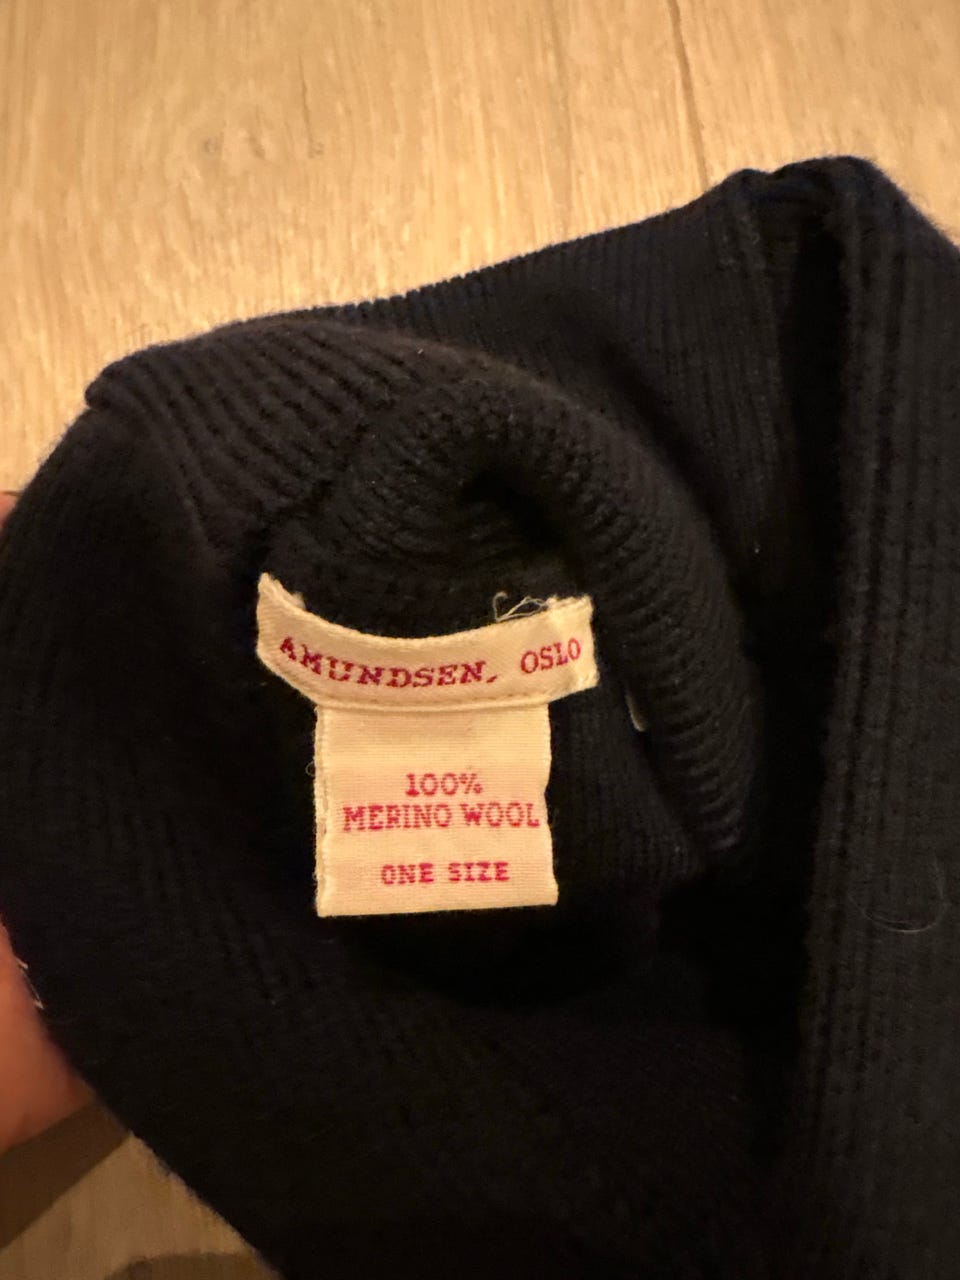 AMUNDSEN, OSLO
100%
MERINO WOOL
ONE SIZE